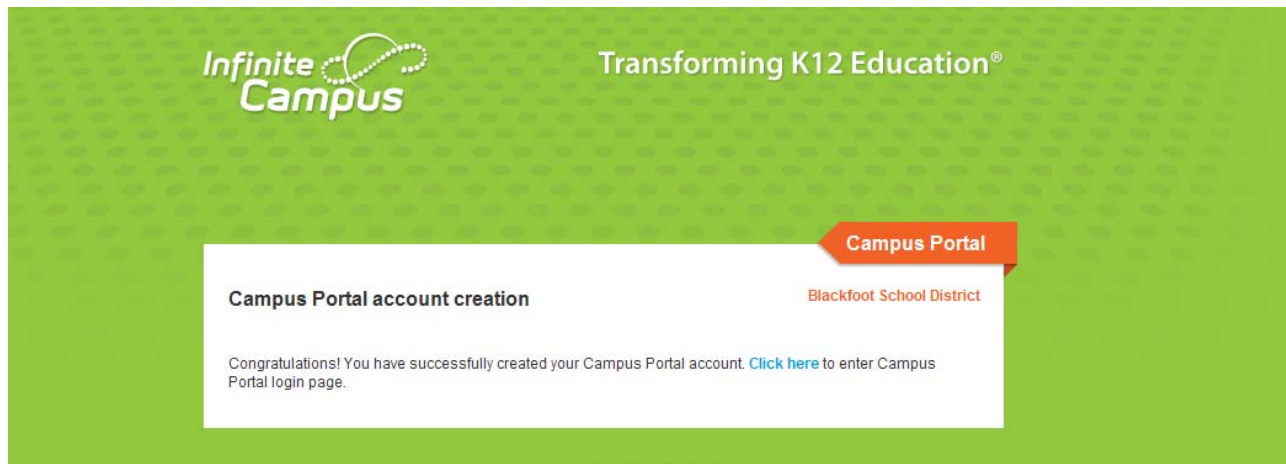 Infinite
Campus
Transforming K12 Education®
Campus Portal
Campus Portal account creation
Blackfoot School District
Congratulations! You have successfully created your Campus Portal account. Click here to enter Campus
Portal login page.